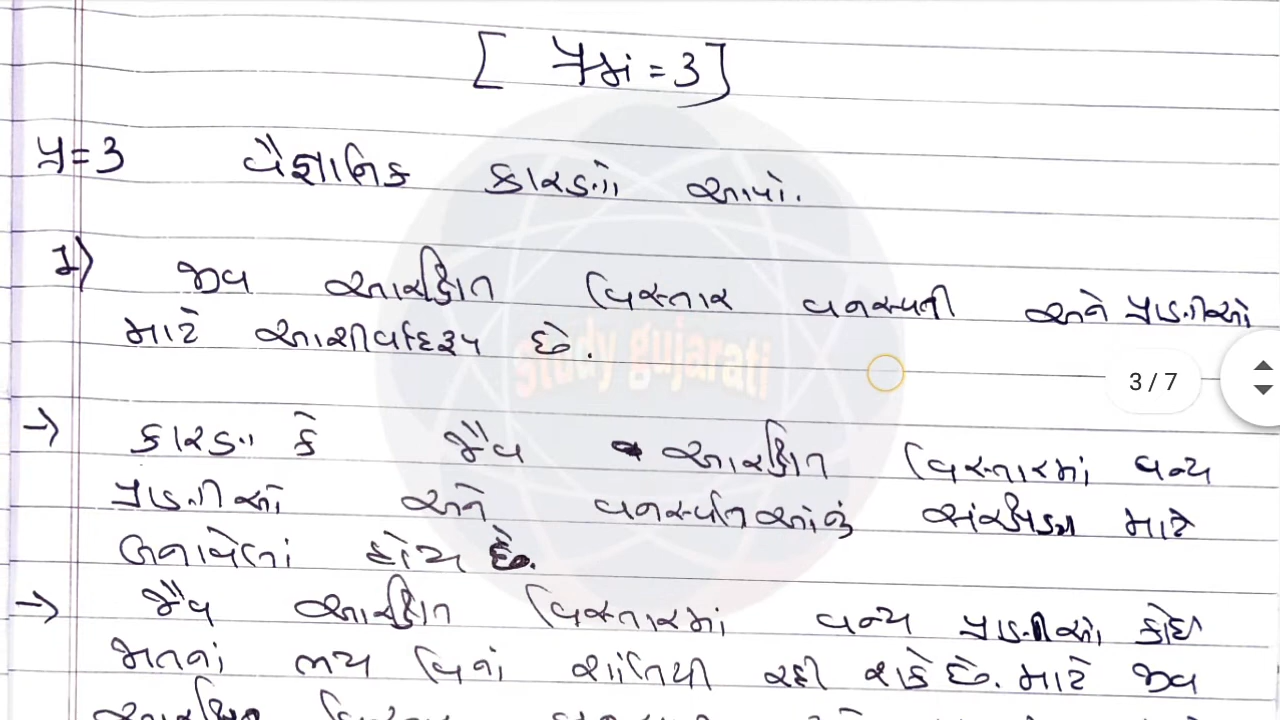 [ પ્રશ્ન = 3 ]
પ્ર = 3 વૈજ્ઞાનિક કારણો આપો.
1) જીવ આરક્ષિત વિસ્તાર વનસ્પતી અને પ્રાણીઓ
માટે આશીર્વાદરૂપ છે.
3 / 7
→ કારણ કે જૈવ આરક્ષિત વિસ્તારમાં વન્ય
પ્રાણીઓ અને વનસ્પતિઓનું સંરક્ષણ માટે
બનાવેલાં હોય છે.
→ જૈવ આરક્ષિત વિસ્તારમાં વન્ય પ્રાણીઓ કોઇ
જાતનાં ભય વિનાં શાંતિથી રહી શકે છે. માટે જીવ
આરક્ષિત
study gujarati